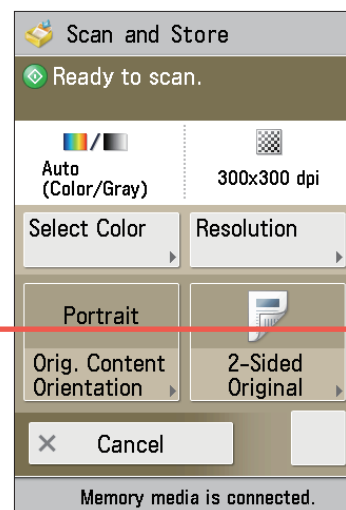 Scan and Store
Ready to scan.
Auto
(Color/Gray)
300x300 dpi
Select Color
Resolution
Portrait
Orig. Content
Orientation
2-Sided
Original
Cancel
Memory media is connected.